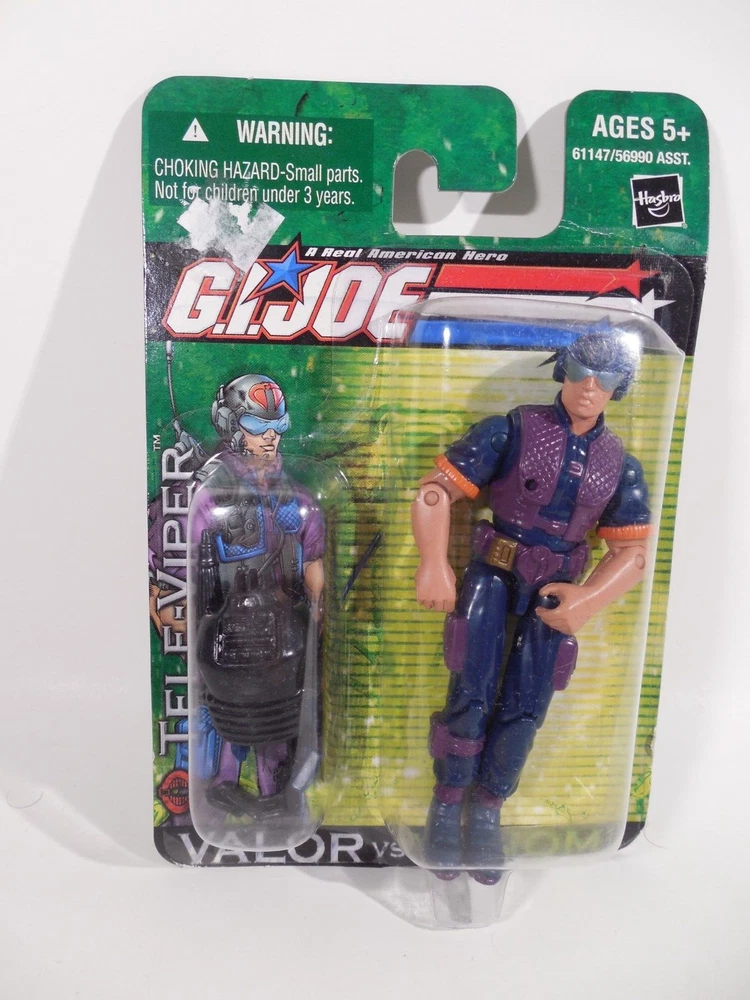 WARNING:
CHOKING HAZARD-Small parts.
Not for children under 3 years.
AGES 5+
61147/56990 ASST.
Hasbro
A Real American Hero
G.I.JOE
TELE-VIPER™
VALOR VS